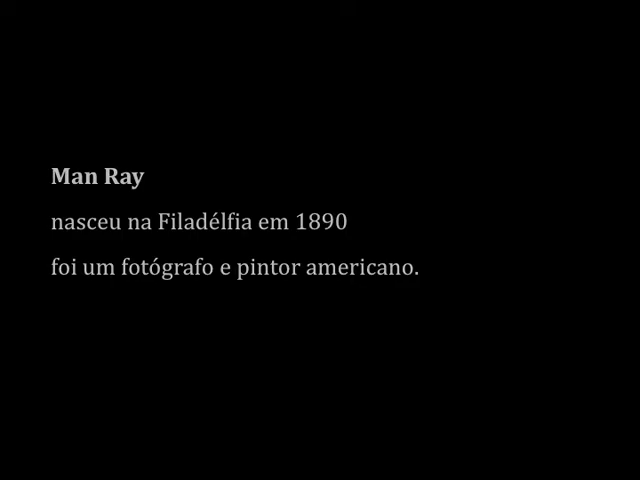 Man Ray
nasceu na Filadélfia em 1890
foi um fotógrafo e pintor americano.